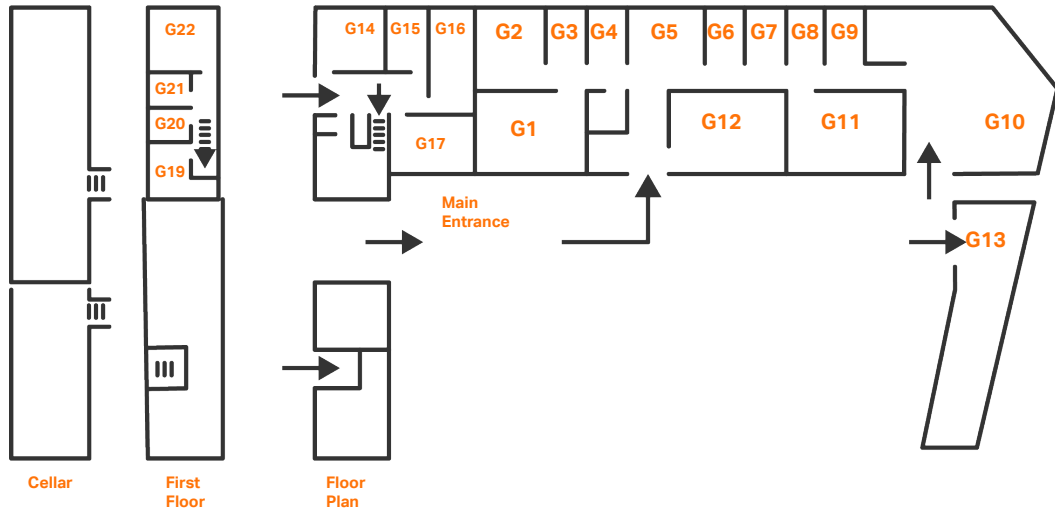 G22
G14
G15
G16
G2
G3
G4
G5
G6
G7
G8
G9
G21
G20
G19
G17
G1
G12
G11
G10
Main
Entrance
G13
Cellar
First
Floor
Floor
Plan